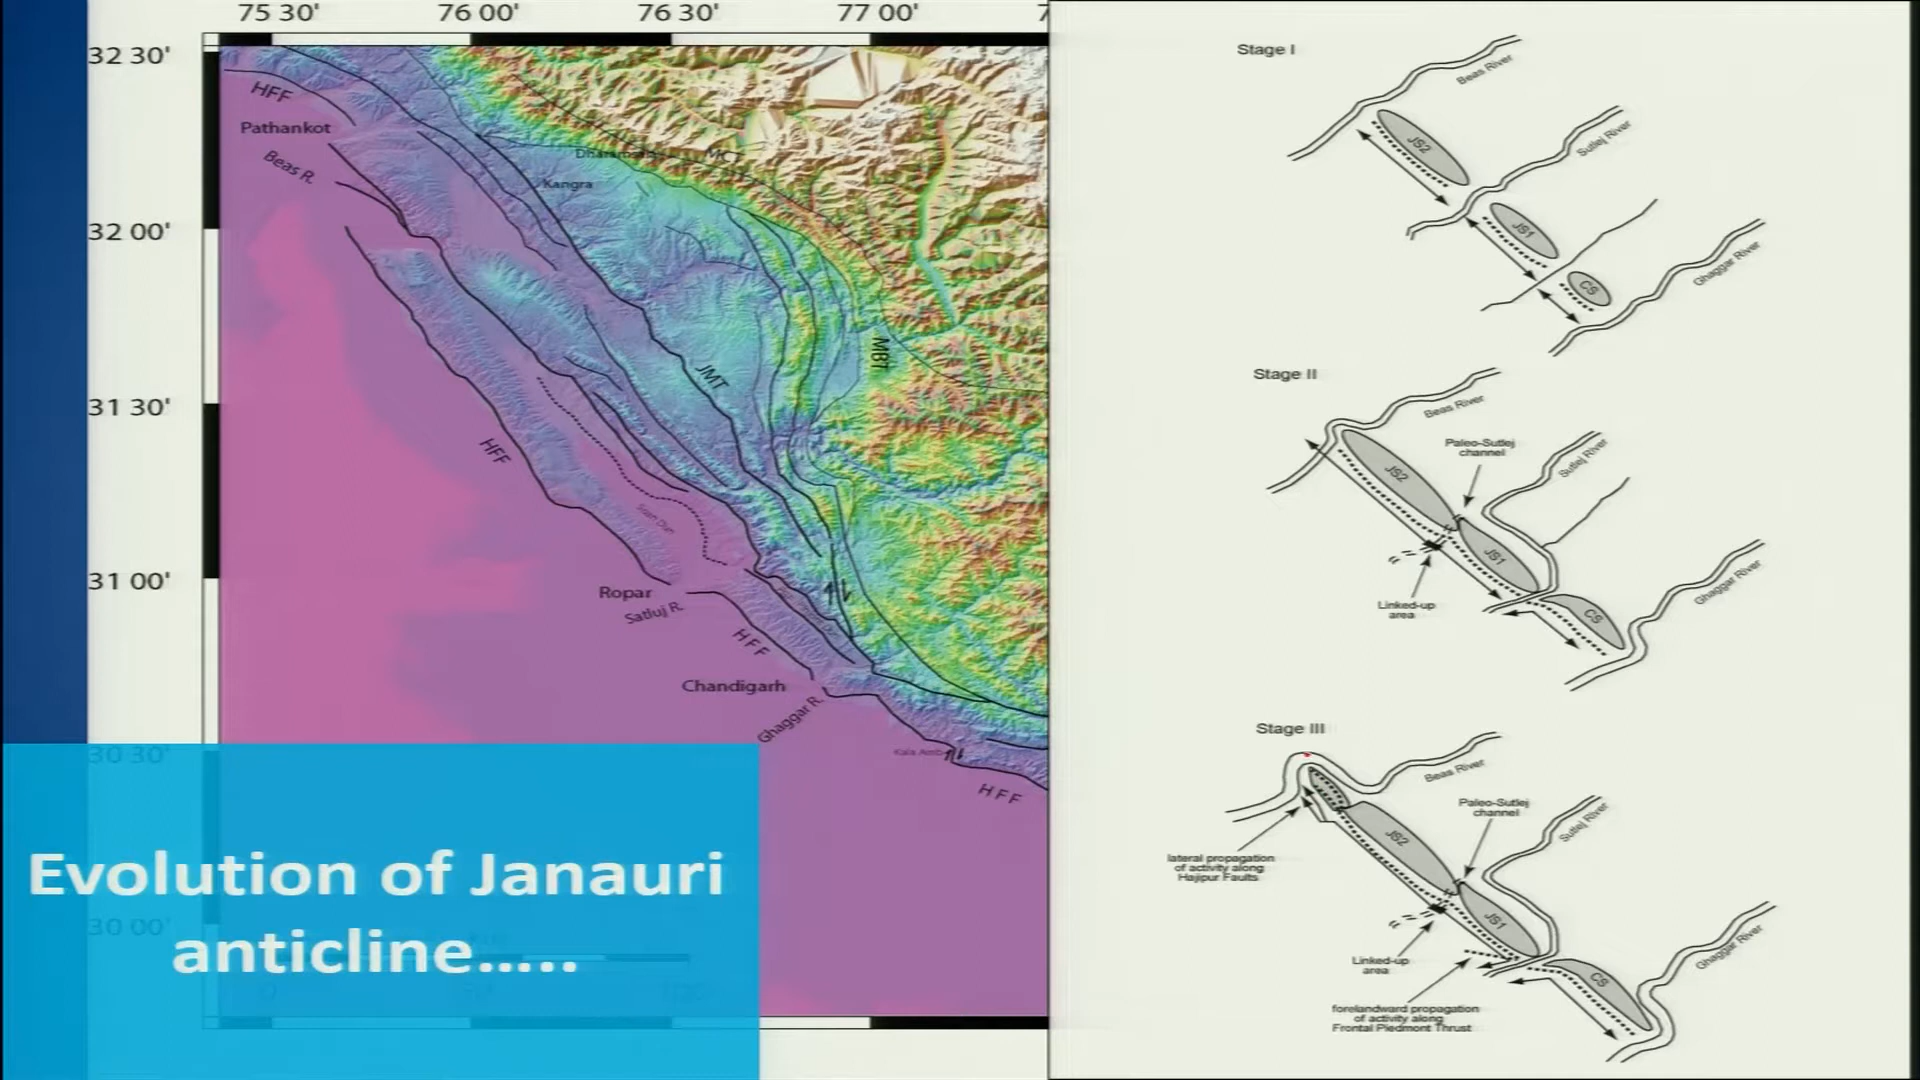 75 30'
76 00'
76 30'
77 00'
32 30'
32 00'
31 30'
31 00'
30 30'
30 00'
HFF
Pathankot
Beas R.
Kangra
MCT
MBT
JMT
HFF
Soan Dun
Ropar
Satluj R.
HFF
Chandigarh
Ghaggar R.
Kala Amb
HFF
Evolution of Janauri
anticline.....
Stage I
Beas River
JS2
Sutlej River
JS1
CS
Ghaggar River
Stage II
Beas River
JS2
Paleo-Sutlej
channel
Sutlej River
JS1
Linked-up
area
CS
Ghaggar River
Stage III
Beas River
JS2
Paleo-Sutlej
channel
Sutlej River
lateral propagation
of activity along
Hajipur Faults
JS1
Linked-up
area
CS
Ghaggar River
forelandward propagation
of activity along
Frontal Piedmont Thrust